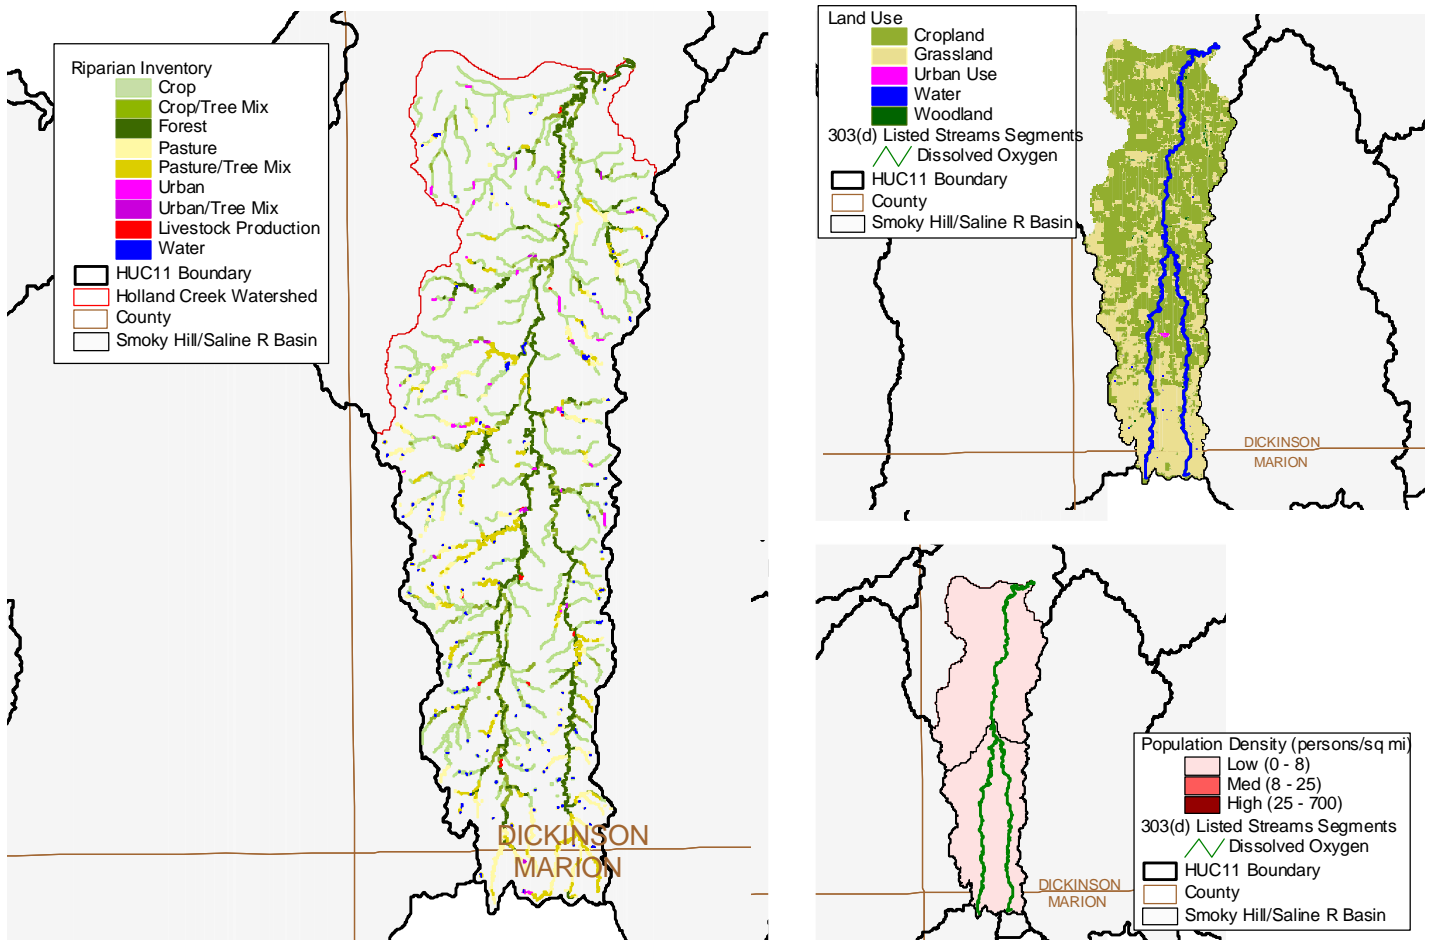 Riparian Inventory
Crop
Crop/Tree Mix
Forest
Pasture
Pasture/Tree Mix
Urban
Urban/Tree Mix
Livestock Production
Water
HUC11 Boundary
Holland Creek Watershed
County
Smoky Hill/Saline R Basin
DICKINSON
MARION
Land Use
Cropland
Grassland
Urban Use
Water
Woodland
303(d) Listed Streams Segments
Dissolved Oxygen
HUC11 Boundary
County
Smoky Hill/Saline R Basin
DICKINSON
MARION
Population Density (persons/sq mi)
Low (0 - 8)
Med (8 - 25)
High (25 - 700)
303(d) Listed Streams Segments
Dissolved Oxygen
HUC11 Boundary
County
Smoky Hill/Saline R Basin
DICKINSON
MARION